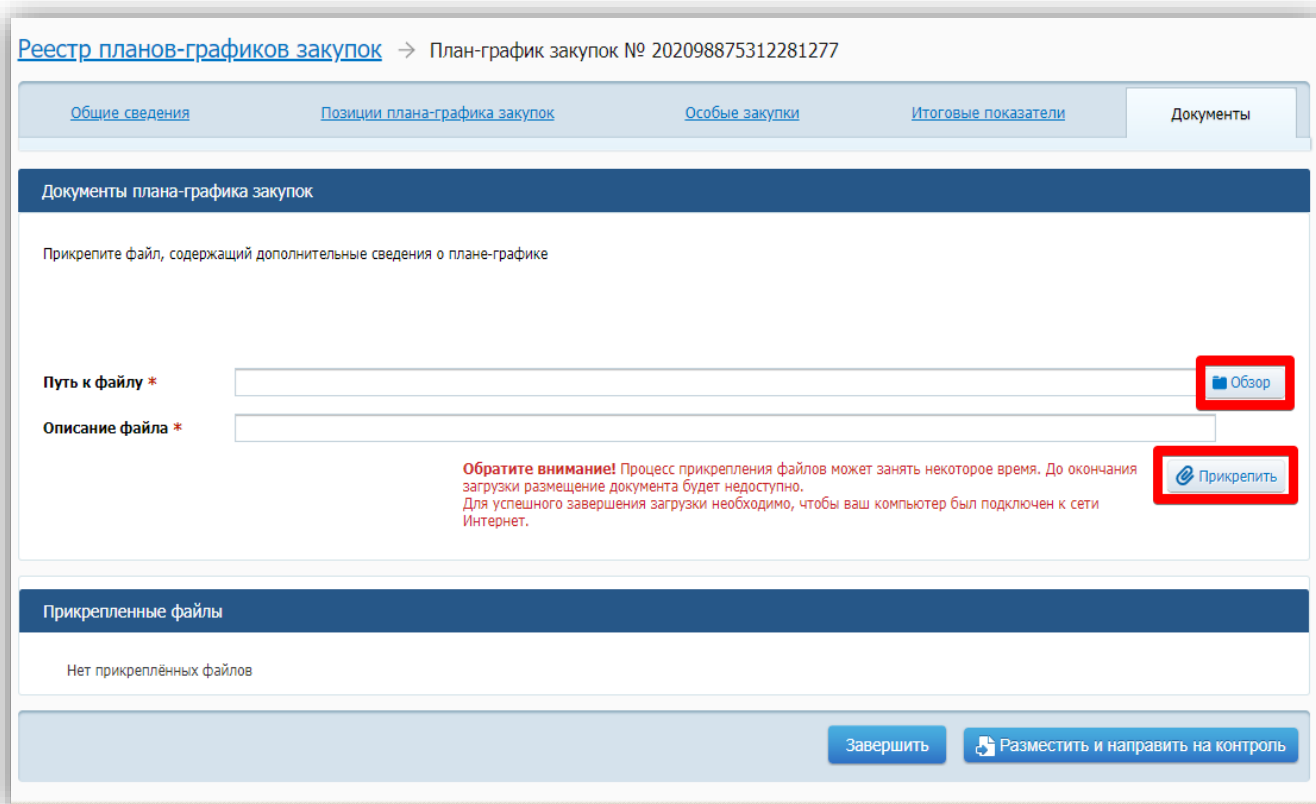 Реестр планов-графиков закупок → План-график закупок № 202098875312281277
Общие сведения Позиции плана-графика закупок Особые закупки Итоговые показатели Документы
Документы плана-графика закупок
Прикрепите файл, содержащий дополнительные сведения о плане-графике
Путь к файлу * Обзор
Описание файла *
Обратите внимание! Процесс прикрепления файлов может занять некоторое время. До окончания
загрузки размещение документа будет недоступно.
Для успешного завершения загрузки необходимо, чтобы ваш компьютер был подключен к сети
Интернет.
Прикрепить
Прикрепленные файлы
Нет прикреплённых файлов
Завершить Разместить и направить на контроль